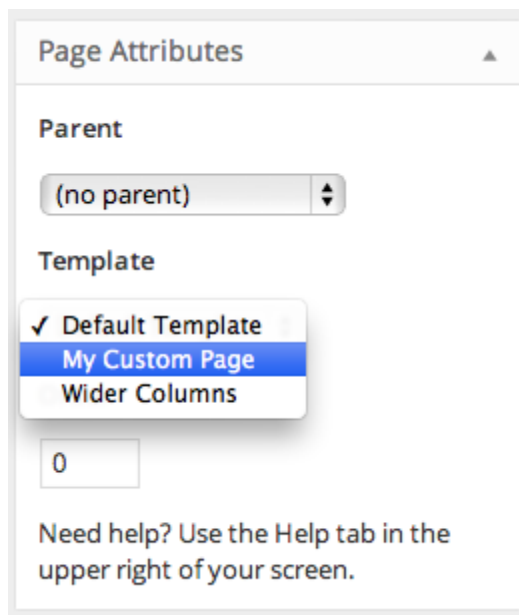 Page Attributes
Parent
(no parent)
Template
✓ Default Template
My Custom Page
Wider Columns
0
Need help? Use the Help tab in the
upper right of your screen.